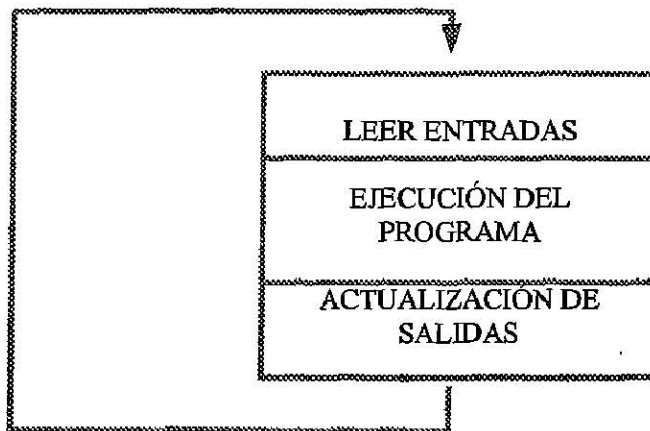 LEER ENTRADAS
EJECUCIÓN DEL
PROGRAMA
ACTUALIZACIÓN DE
SALIDAS